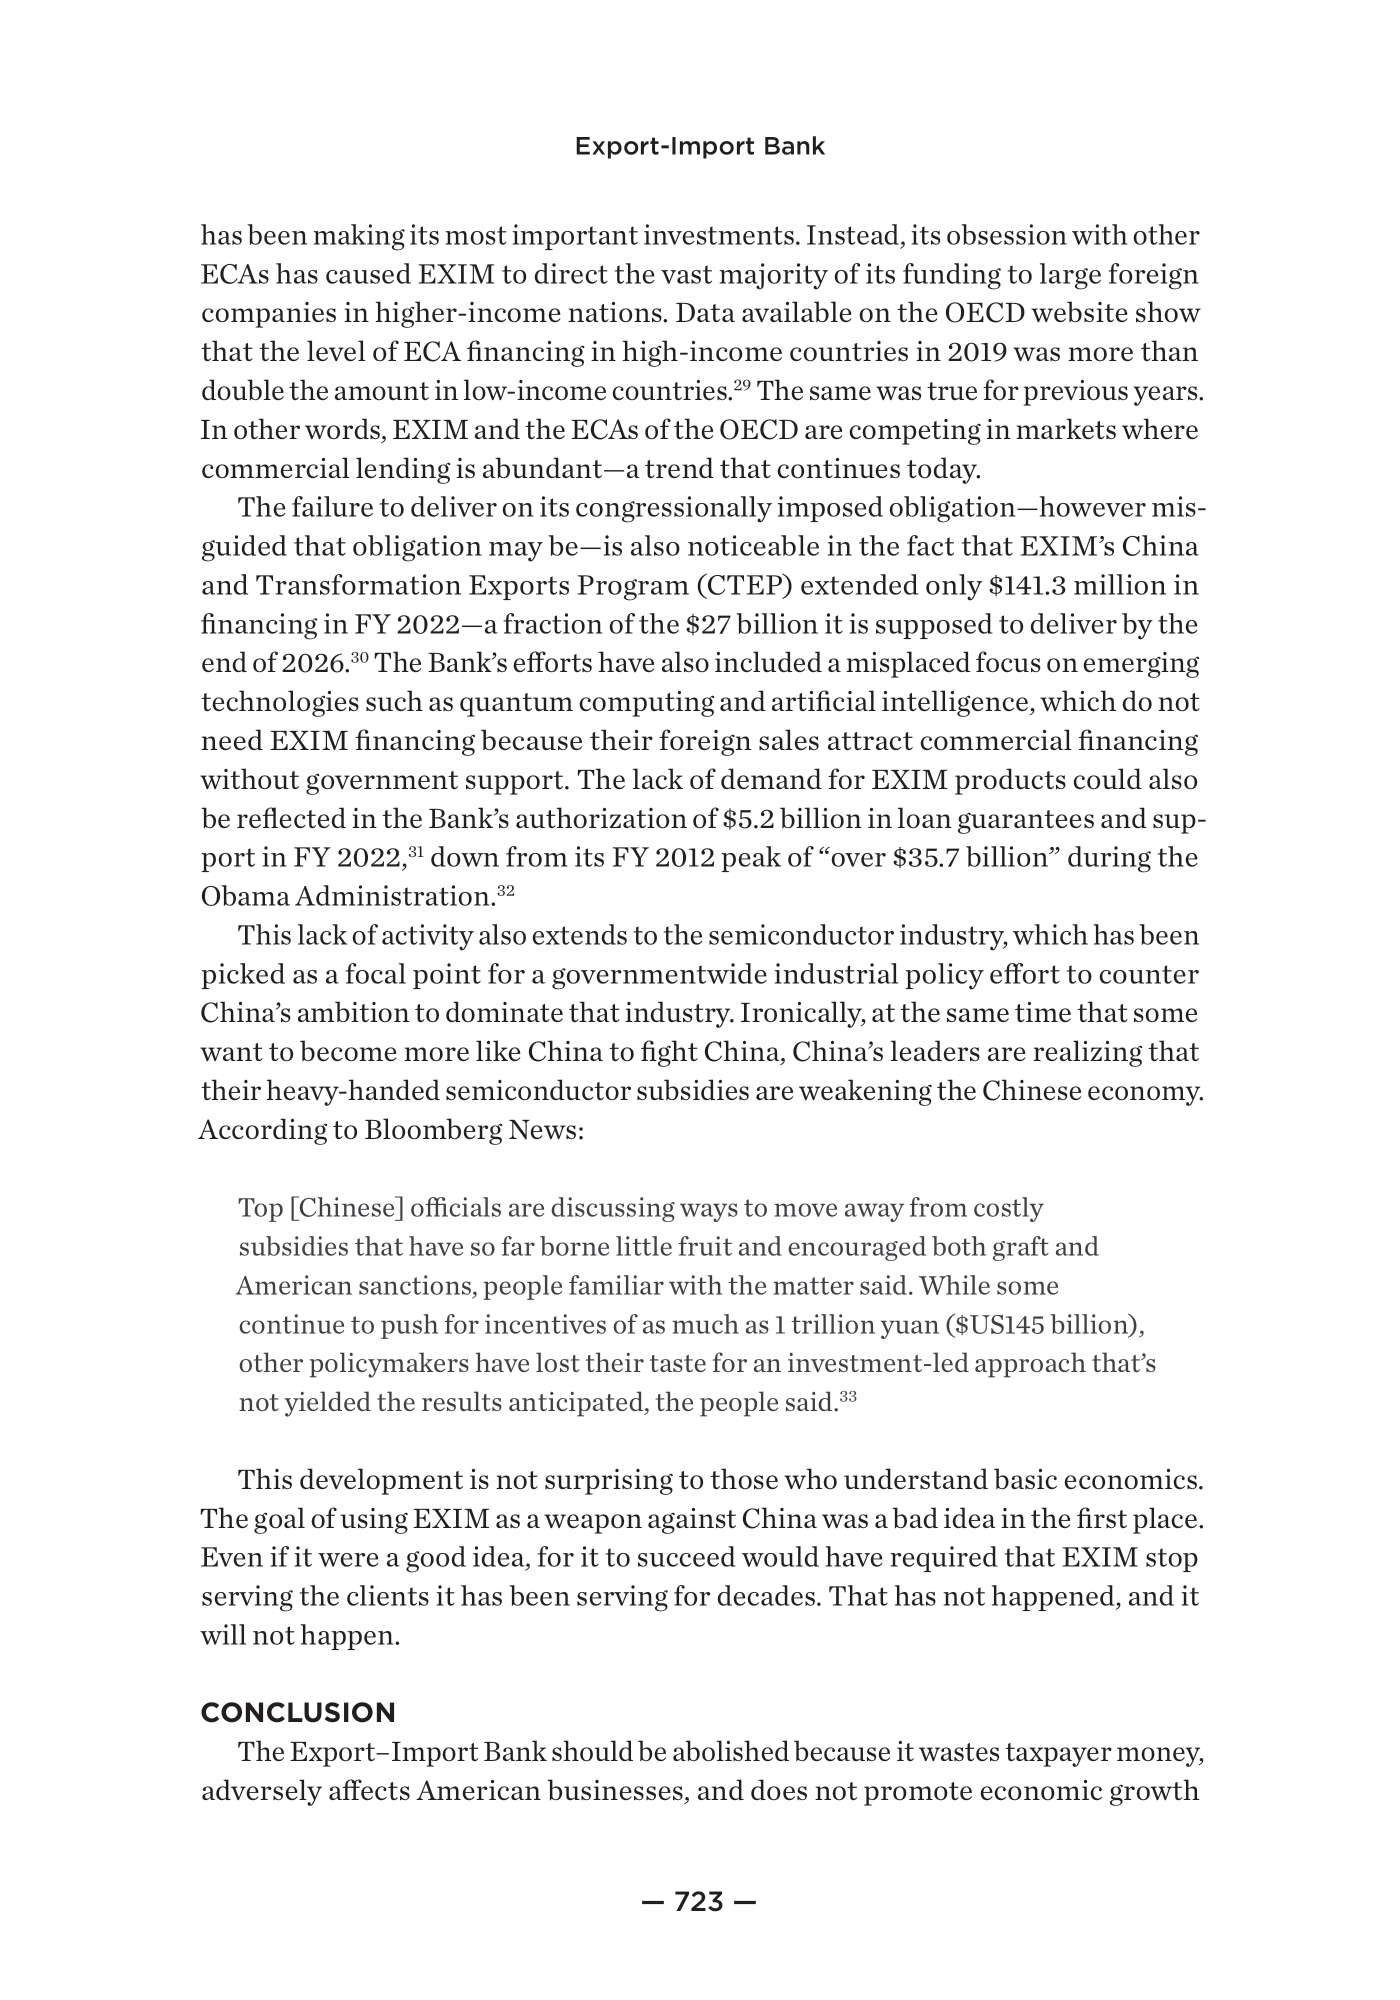 Export-Import Bank
has been making its most important investments. Instead, its obsession with other
ECAs has caused EXIM to direct the vast majority of its funding to large foreign
companies in higher-income nations. Data available on the OECD website show
that the level of ECA financing in high-income countries in 2019 was more than
double the amount in low-income countries.²⁹ The same was true for previous years.
In other words, EXIM and the ECAs of the OECD are competing in markets where
commercial lending is abundant—a trend that continues today.
The failure to deliver on its congressionally imposed obligation—however mis-
guided that obligation may be—is also noticeable in the fact that EXIM’s China
and Transformation Exports Program (CTEP) extended only $141.3 million in
financing in FY 2022—a fraction of the $27 billion it is supposed to deliver by the
end of 2026.³⁰ The Bank’s efforts have also included a misplaced focus on emerging
technologies such as quantum computing and artificial intelligence, which do not
need EXIM financing because their foreign sales attract commercial financing
without government support. The lack of demand for EXIM products could also
be reflected in the Bank’s authorization of $5.2 billion in loan guarantees and sup-
port in FY 2022,³¹ down from its FY 2012 peak of “over $35.7 billion” during the
Obama Administration.³²
This lack of activity also extends to the semiconductor industry, which has been
picked as a focal point for a governmentwide industrial policy effort to counter
China’s ambition to dominate that industry. Ironically, at the same time that some
want to become more like China to fight China, China’s leaders are realizing that
their heavy-handed semiconductor subsidies are weakening the Chinese economy.
According to Bloomberg News:
Top [Chinese] officials are discussing ways to move away from costly
subsidies that have so far borne little fruit and encouraged both graft and
American sanctions, people familiar with the matter said. While some
continue to push for incentives of as much as 1 trillion yuan ($US145 billion),
other policymakers have lost their taste for an investment-led approach that’s
not yielded the results anticipated, the people said.³³
This development is not surprising to those who understand basic economics.
The goal of using EXIM as a weapon against China was a bad idea in the first place.
Even if it were a good idea, for it to succeed would have required that EXIM stop
serving the clients it has been serving for decades. That has not happened, and it
will not happen.
CONCLUSION
The Export–Import Bank should be abolished because it wastes taxpayer money,
adversely affects American businesses, and does not promote economic growth
— 723 —